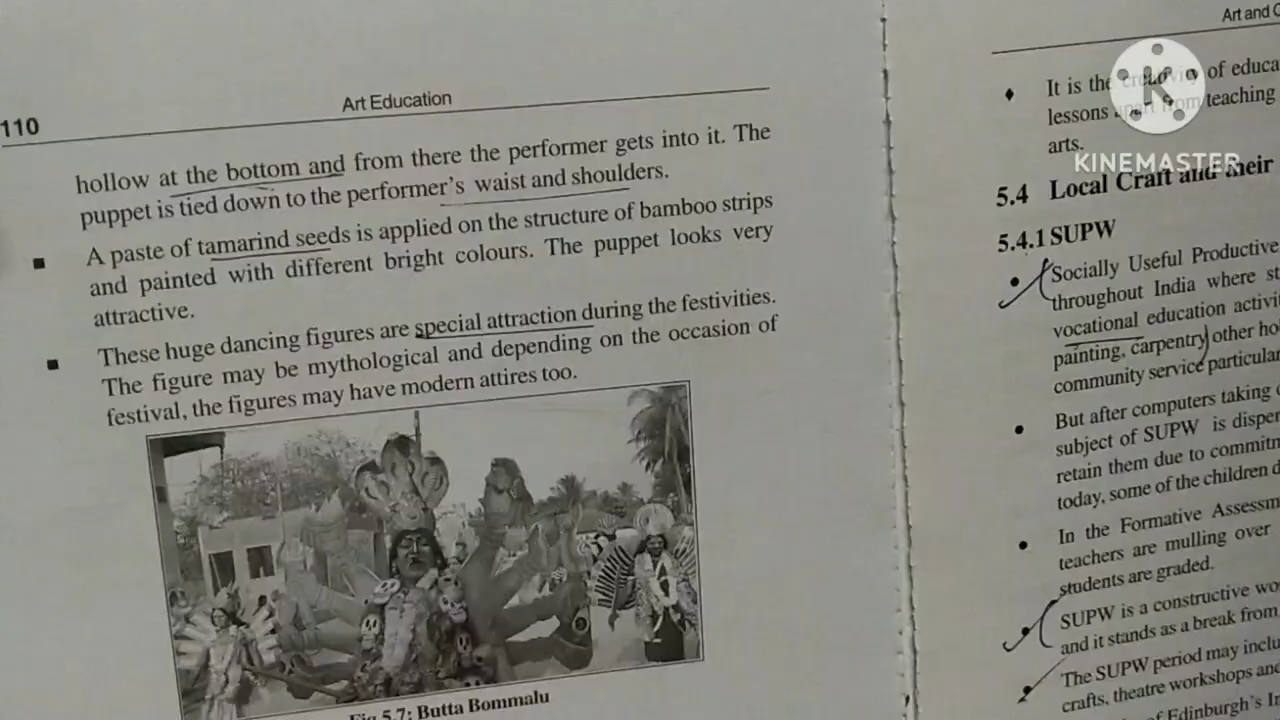 110
Art Education
hollow at the bottom and from there the performer gets into it. The
puppet is tied down to the performer's waist and shoulders.
■ A paste of tamarind seeds is applied on the structure of bamboo strips
and painted with different bright colours. The puppet looks very
attractive.
■ These huge dancing figures are special attraction during the festivities.
The figure may be mythological and depending on the occasion of
festival, the figures may have modern attires too.
Fig 5.7: Butta Bommalu
Art and
♦ It is the creativity of educa
lessons apart from teaching
arts.
KINEMASTER
5.4 Local Craft and their
5.4.1 SUPW
• Socially Useful Productive
throughout India where st
vocational education activi
painting, carpentry other ho
community service particular
• But after computers taking
subject of SUPW is disper
retain them due to commitm
today, some of the children d
• In the Formative Assessm
teachers are mulling over
students are graded.
• SUPW is a constructive wo
and it stands as a break from
• The SUPW period may inclu
crafts, theatre workshops and
of Edinburgh's In